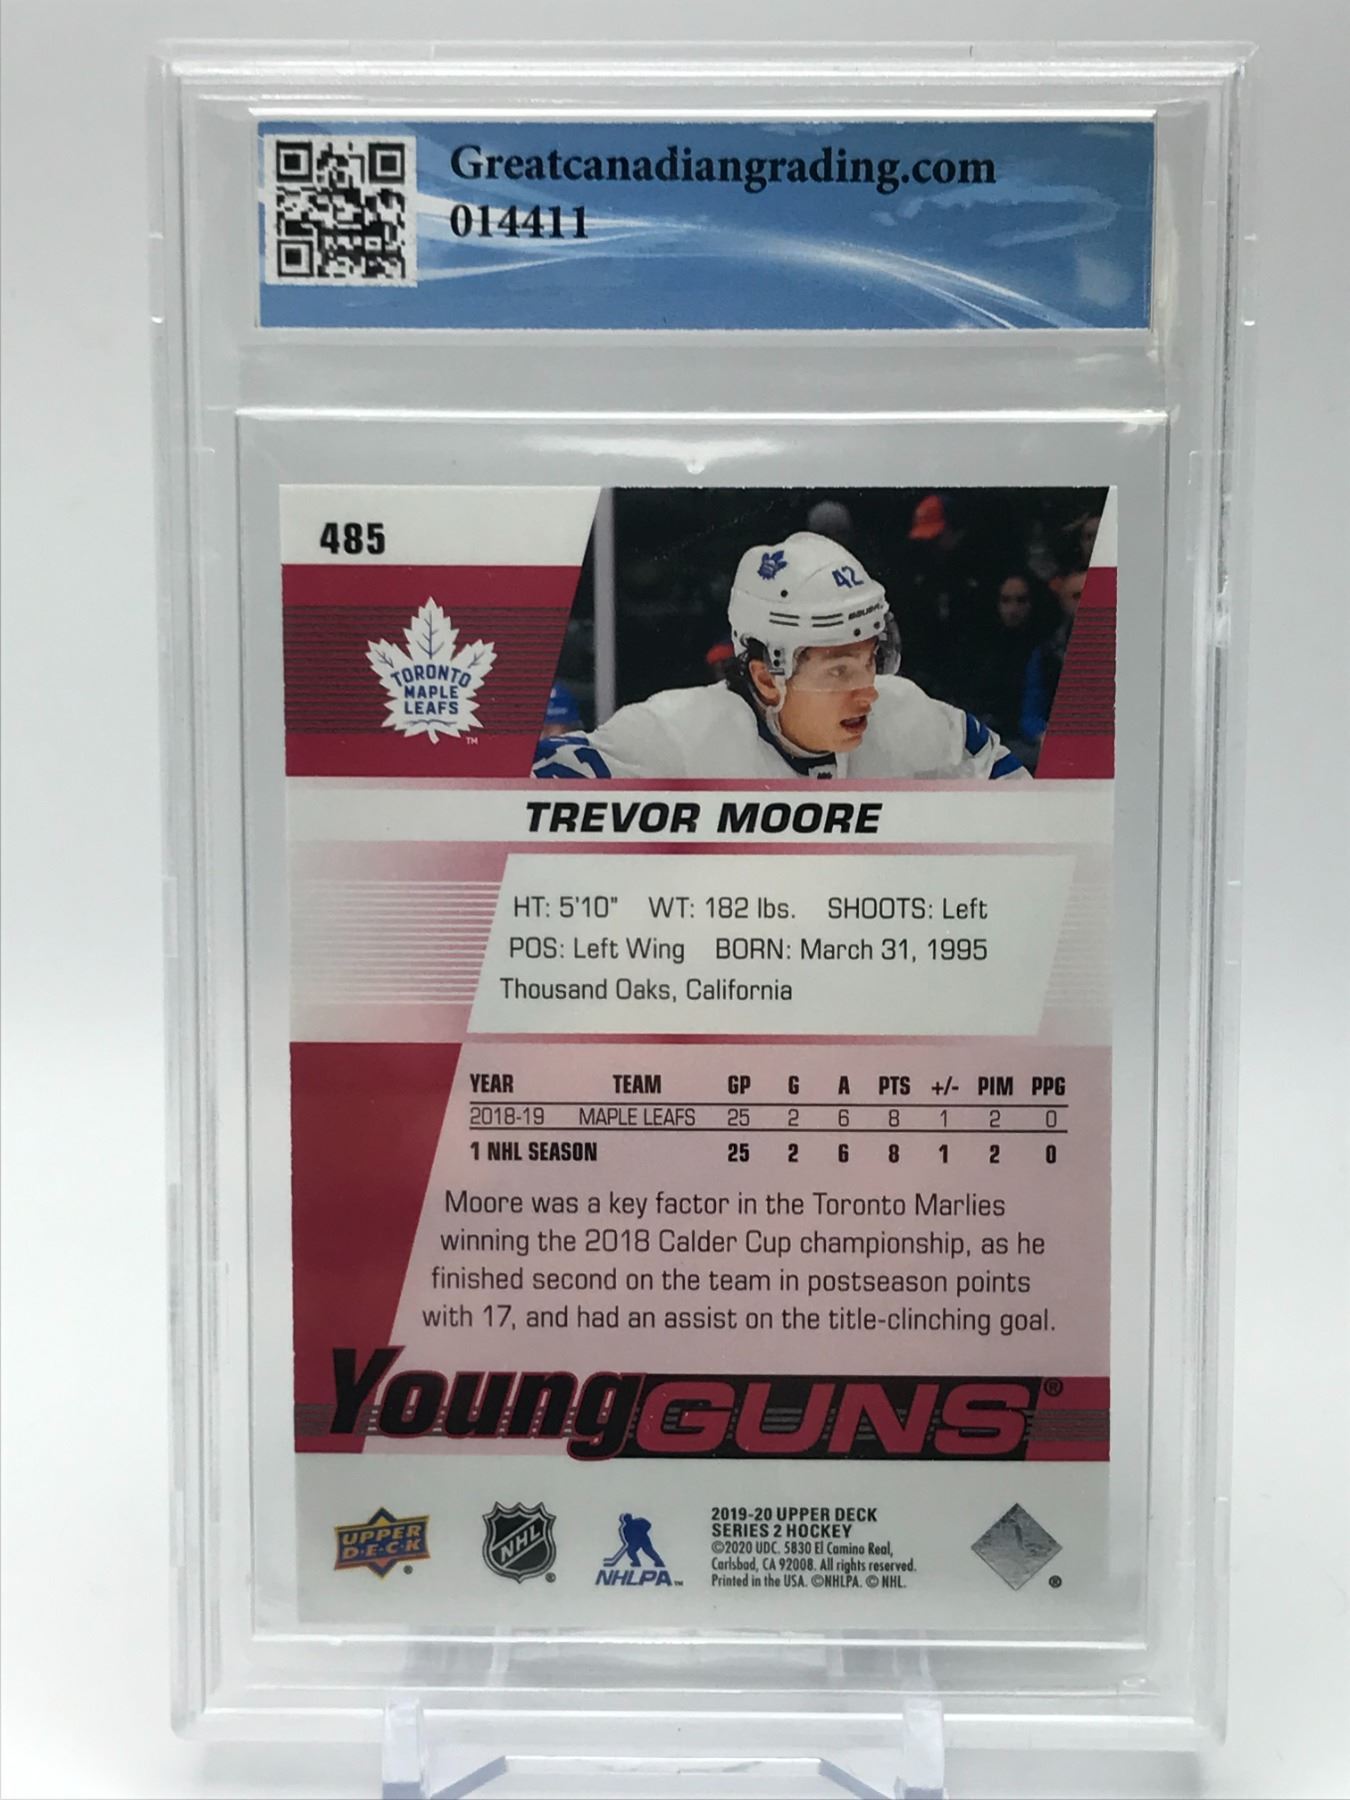 Greatcanadiangrading.com
014411
485
42
BAUER
TORONTO
MAPLE
LEAFS
TM
TREVOR MOORE
HT: 5'10" WT: 182 lbs. SHOOTS: Left
POS: Left Wing BORN: March 31, 1995
Thousand Oaks, California
YEAR TEAM GP G A PTS +/- PIM PPG
2018-19 MAPLE LEAFS 25 2 6 8 1 2 0
1 NHL SEASON 25 2 6 8 1 2 0
Moore was a key factor in the Toronto Marlies
winning the 2018 Calder Cup championship, as he
finished second on the team in postseason points
with 17, and had an assist on the title-clinching goal.
Young GUNS®
UPPER
D·E·C·K®
NHL®
NHLPA™
2019-20 UPPER DECK
SERIES 2 HOCKEY
©2020 UDC. 5830 El Camino Real,
Carlsbad, CA 92008. All rights reserved.
Printed in the USA. ©NHLPA. © NHL.
®